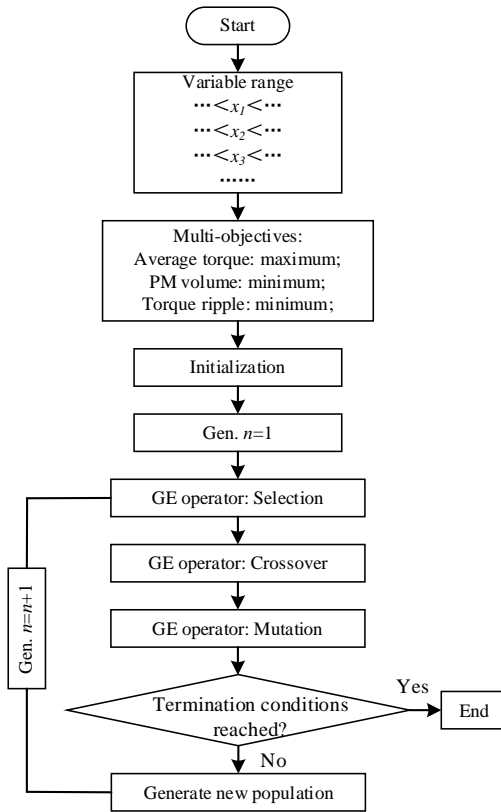 Start
Variable range
···<x₁<···
···<x₂<···
···<x₃<···
······
Multi-objectives:
Average torque: maximum;
PM volume: minimum;
Torque ripple: minimum;
Initialization
Gen. n=1
GE operator: Selection
GE operator: Crossover
Gen. n=n+1
GE operator: Mutation
Termination conditions
reached?
Yes
End
No
Generate new population